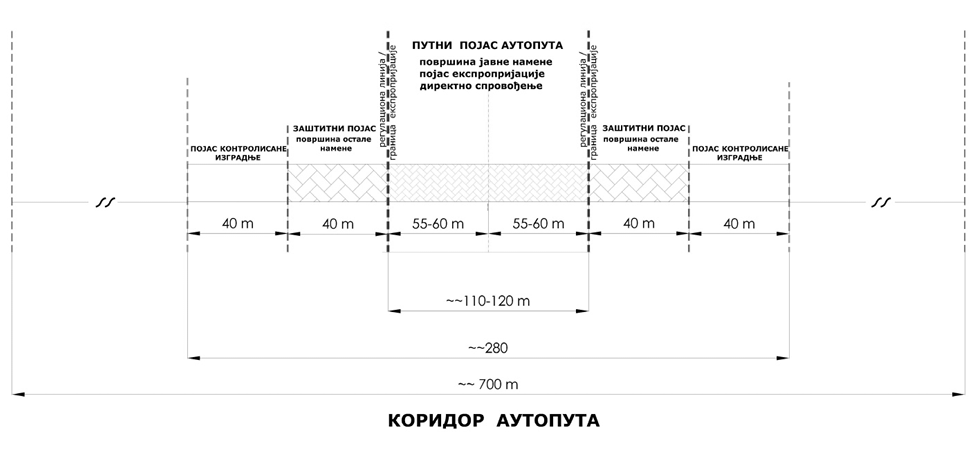 ПУТНИ ПОЈАС АУТОПУТА
површина јавне намене
појас експропријације
директно спровођење
регулациона линија /
граница експропријације
регулациона линија /
граница експропријације
ЗАШТИТНИ ПОЈАС
површина остале
намене
ЗАШТИТНИ ПОЈАС
површина остале
намене
ПОЈАС КОНТРОЛИСАНЕ
ИЗГРАДЊЕ
ПОЈАС КОНТРОЛИСАНЕ
ИЗГРАДЊЕ
40 m
40 m
55-60 m
55-60 m
40 m
40 m
~~110-120 m
~~280
~~ 700 m
КОРИДОР АУТОПУТА